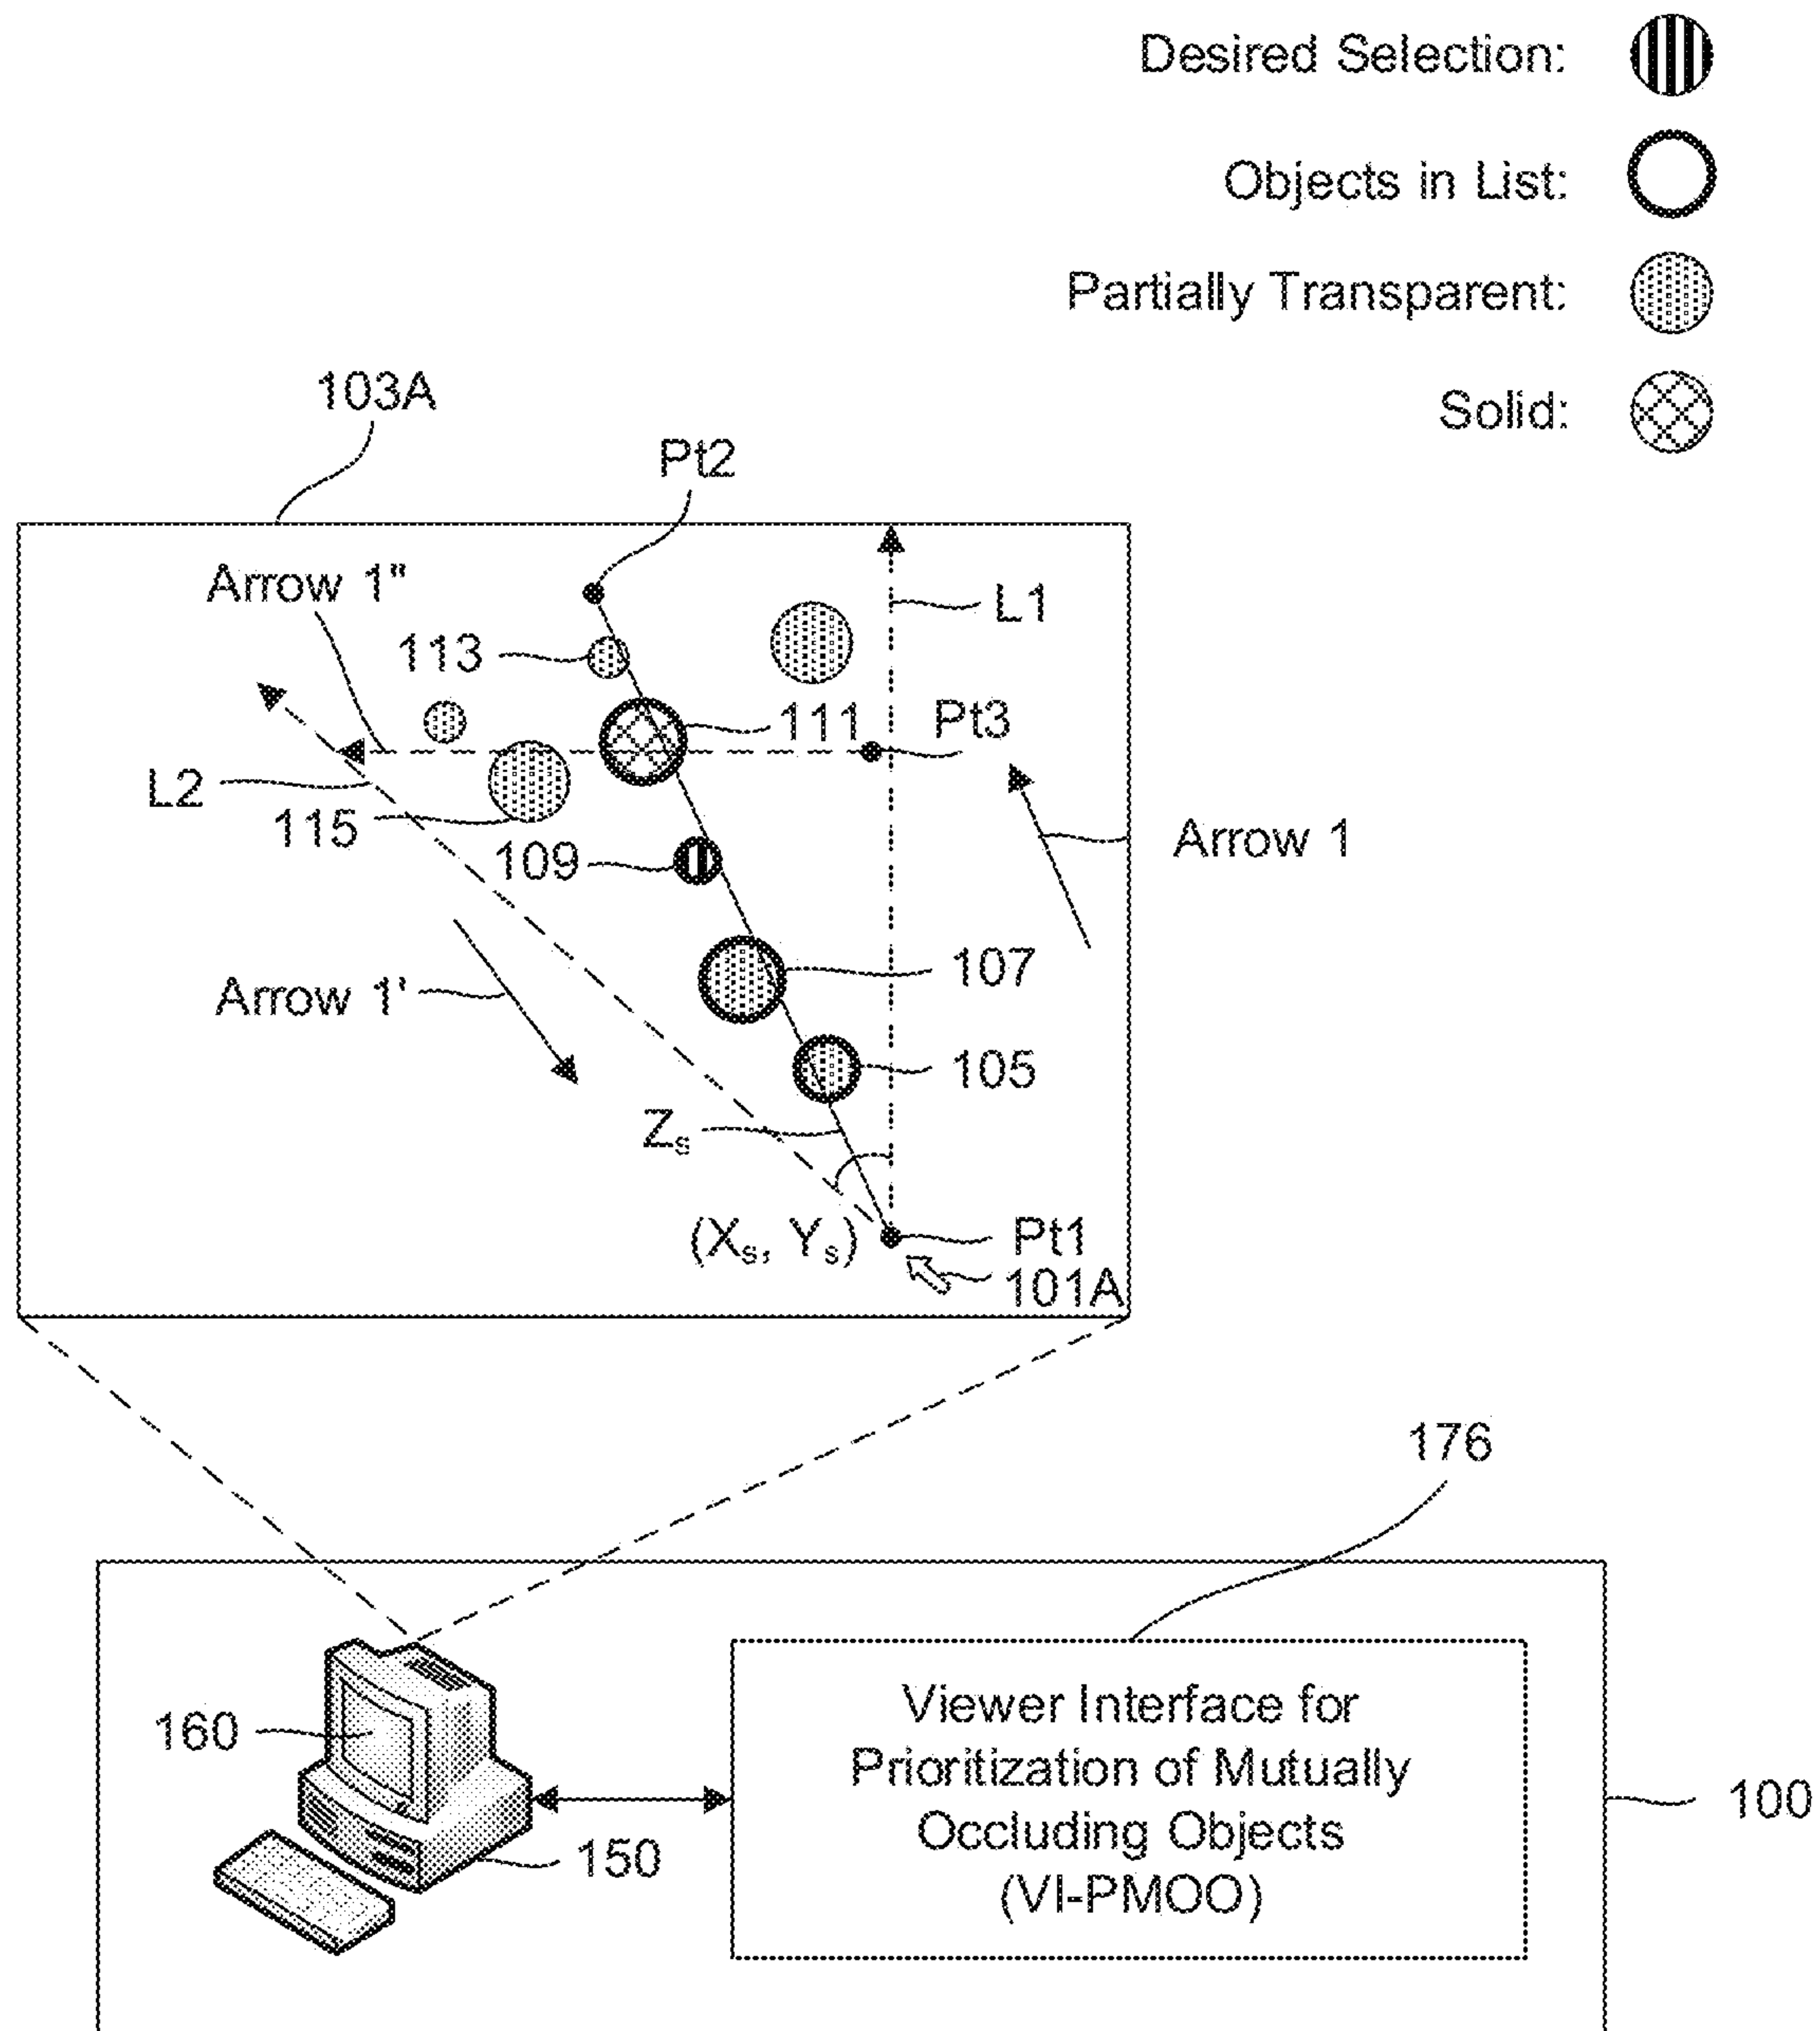 Desired Selection:
Objects in List:
Partially Transparent:
Solid:
103A
Pt2
Arrow 1"
L1
113
111
Pt3
L2
115
Arrow 1
109
107
Arrow 1'
105
Zs
(Xs, Ys)
Pt1
101A
176
160
Viewer Interface for
Prioritization of Mutually
Occluding Objects
(VI-PMOO)
100
150